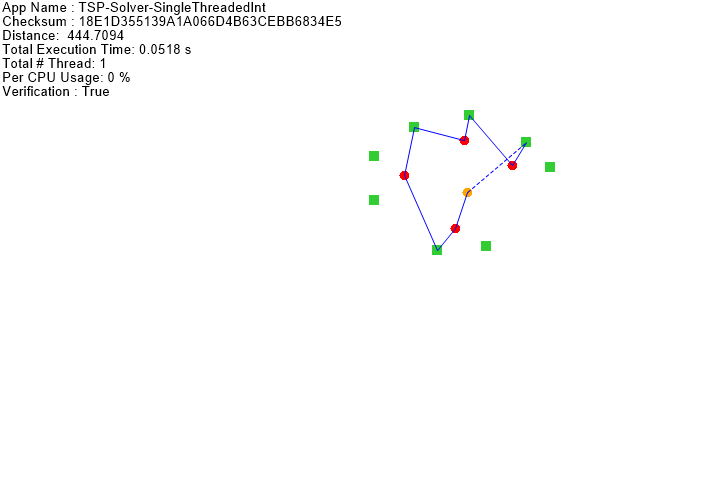 App Name : TSP-Solver-SingleThreadedInt
Checksum : 18E1D355139A1A066D4B63CEBB6834E5
Distance:  444.7094
Total Execution Time: 0.0518 s
Total # Thread: 1
Per CPU Usage: 0 %
Verification : True